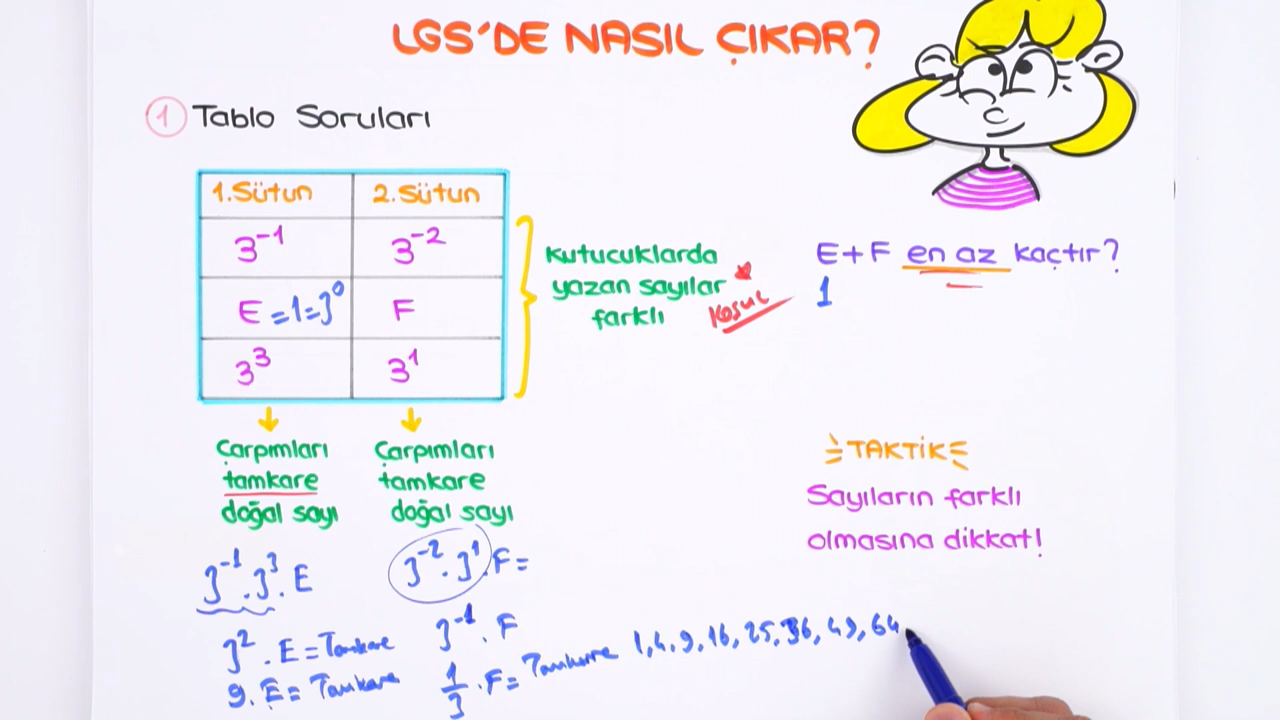 LGS'DE NASIL ÇIKAR?
1 Tablo Soruları
1.Sütun 2.Sütun
3⁻¹ 3⁻²
E =1=3⁰ F
3³ 3¹
Kutucuklarda
yazan sayılar
farklı
Koşul
E+F en az kaçtır?
1
Çarpımları
tamkare
doğal sayı
Çarpımları
tamkare
doğal sayı
TAKTİK
Sayıların farklı
olmasına dikkat!
3⁻¹.3³.E
3².E=Tamkare
9.E=Tamkare
3⁻².3¹.F=
3⁻¹.F
1/3.F=Tamkare 1,4,9,16,25,36,49,64